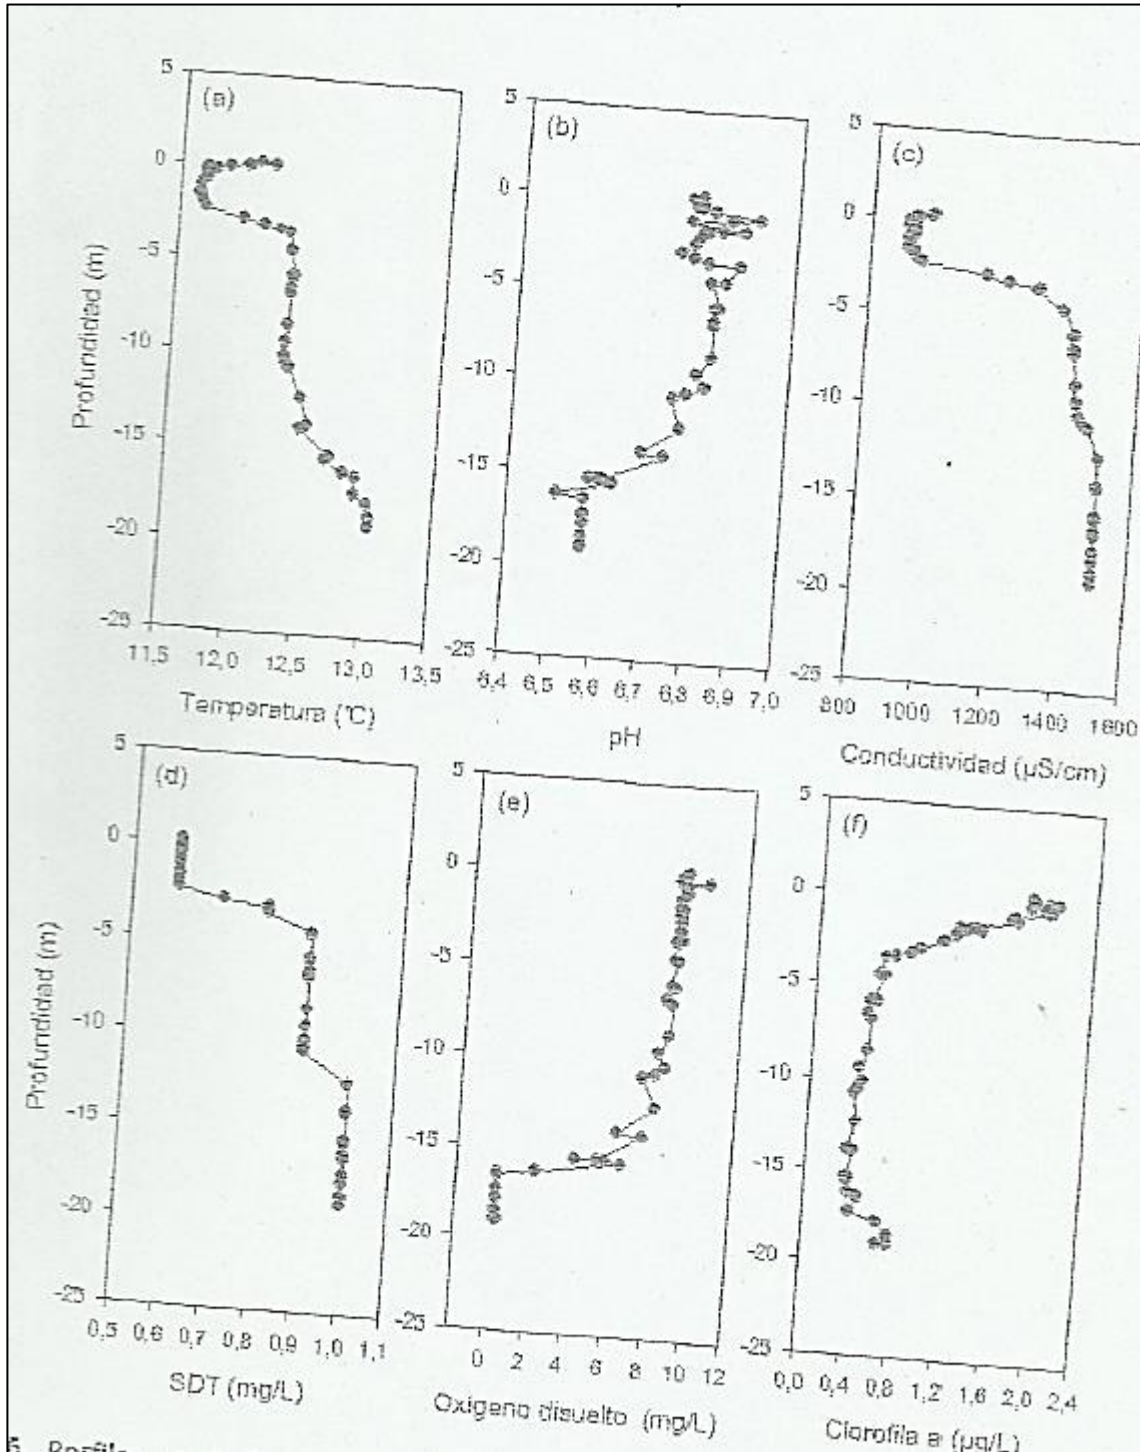 (a)
5
0
-5
-10
-15
-20
-25
Profundidad (m)
11,5 12,0 12,5 13,0 13,5
Temperatura (°C)
(b)
5
0
-5
-10
-15
-20
-25
6,4 6,5 6,6 6,7 6,8 6,9 7,0
pH
(c)
5
0
-5
-10
-15
-20
-25
800 1000 1200 1400 1600
Conductividad (µS/cm)
(d)
5
0
-5
-10
-15
-20
-25
Profundidad (m)
0,5 0,6 0,7 0,8 0,9 1,0 1,1
SDT (mg/L)
(e)
5
0
-5
-10
-15
-20
-25
0 2 4 6 8 10 12
Oxigeno disuelto (mg/L)
(f)
5
0
-5
-10
-15
-20
-25
0,0 0,4 0,8 1,2 1,6 2,0 2,4
Clorofila a (µg/L)